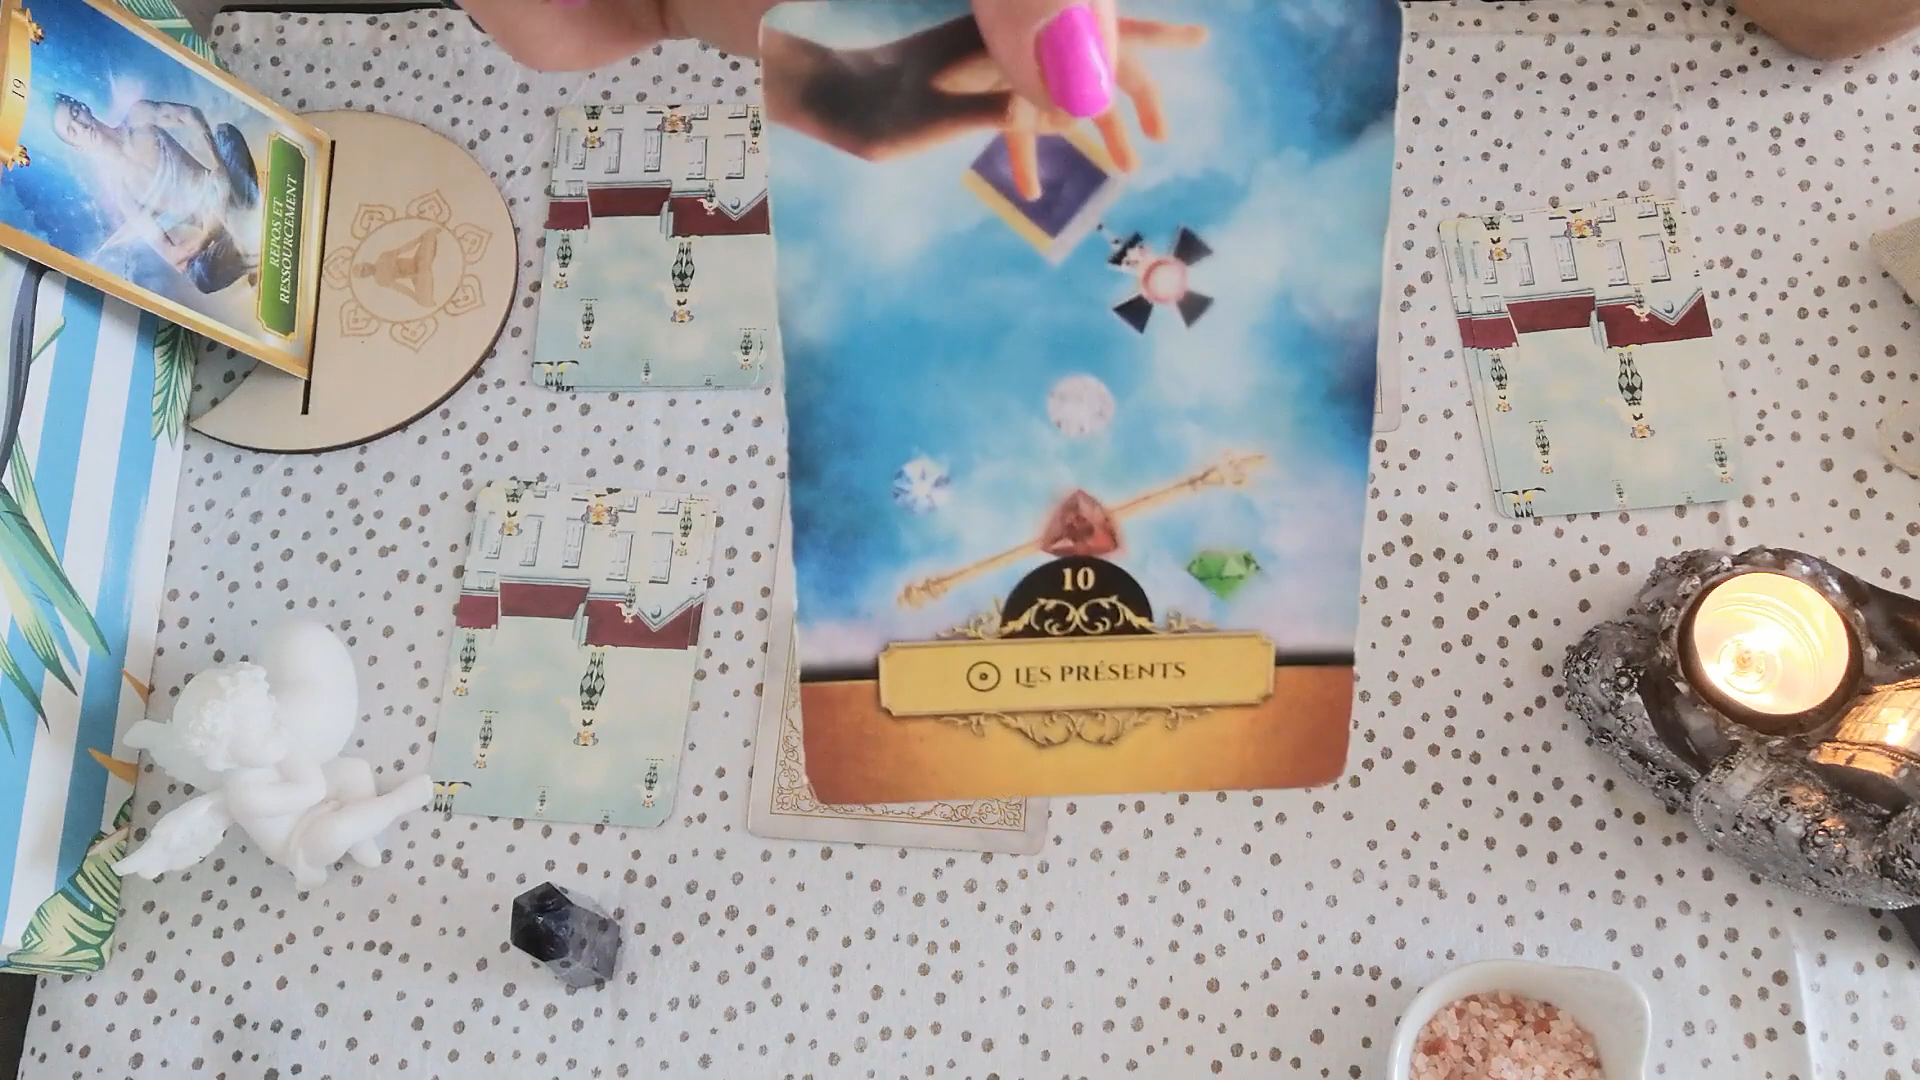 19
REPOS ET
RESSOURCEMENT
10
LES PRÉSENTS